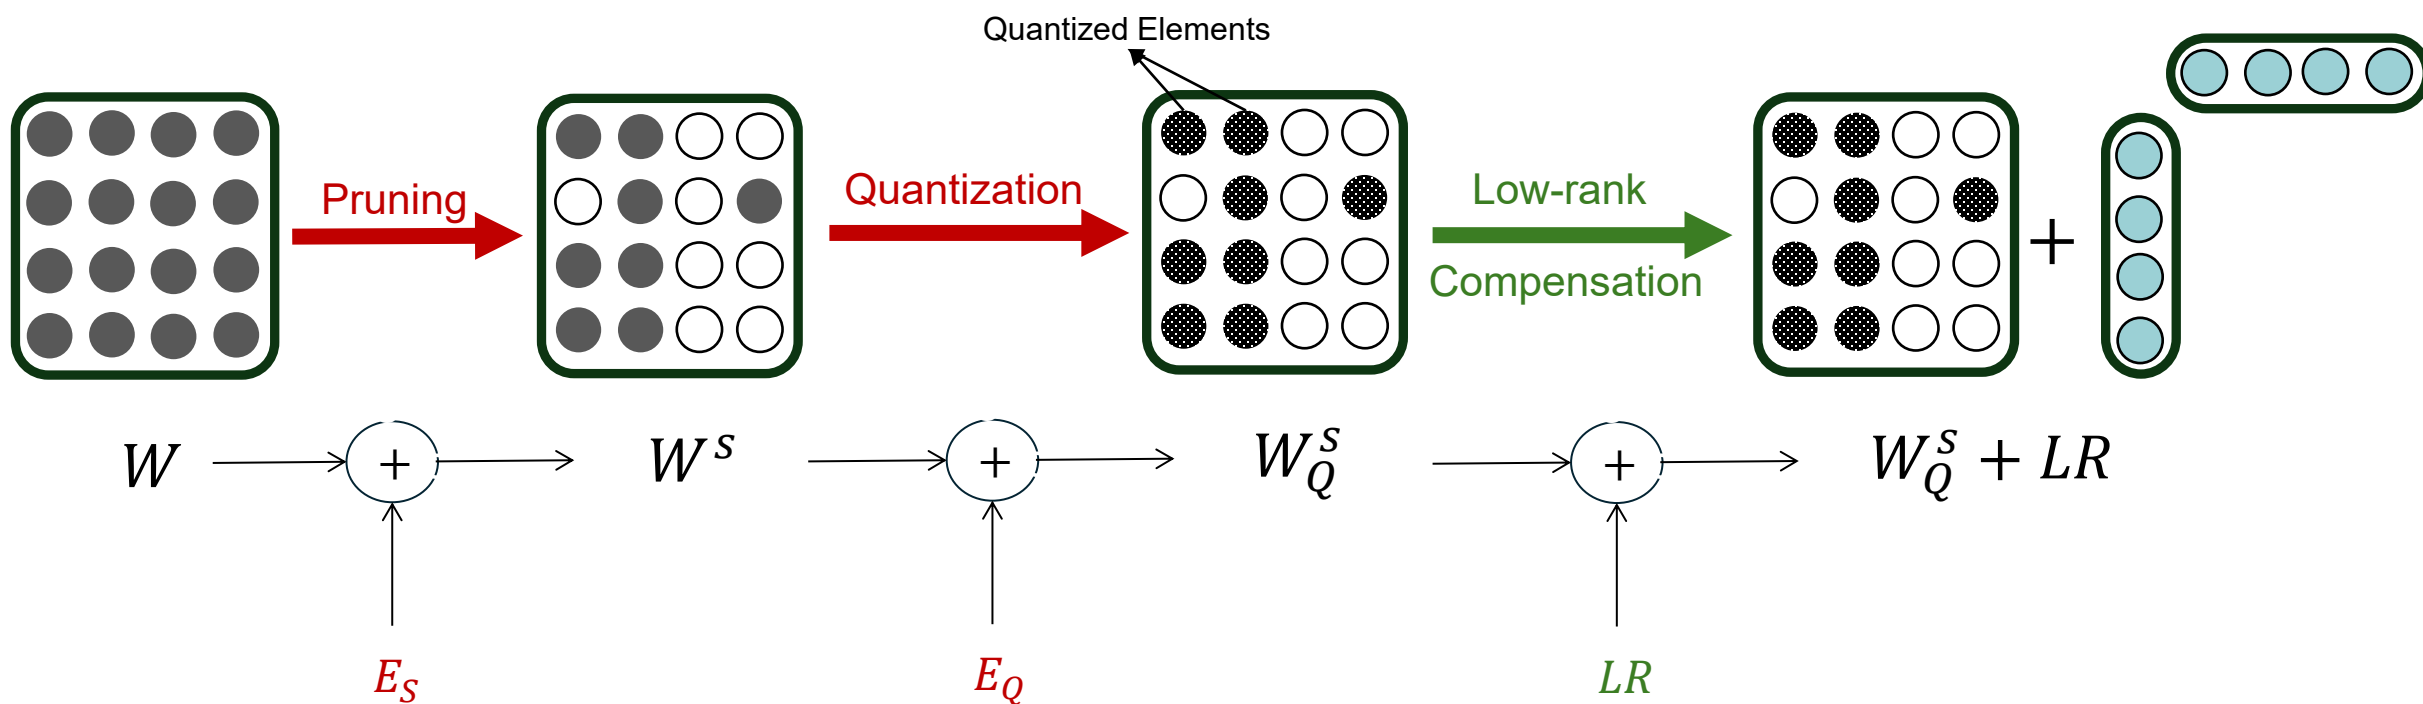 Quantized Elements
Pruning
Quantization
Low-rank
Compensation
+
W
+
W^s
+
W_Q^s
+
W_Q^s + LR
E_S
E_Q
LR